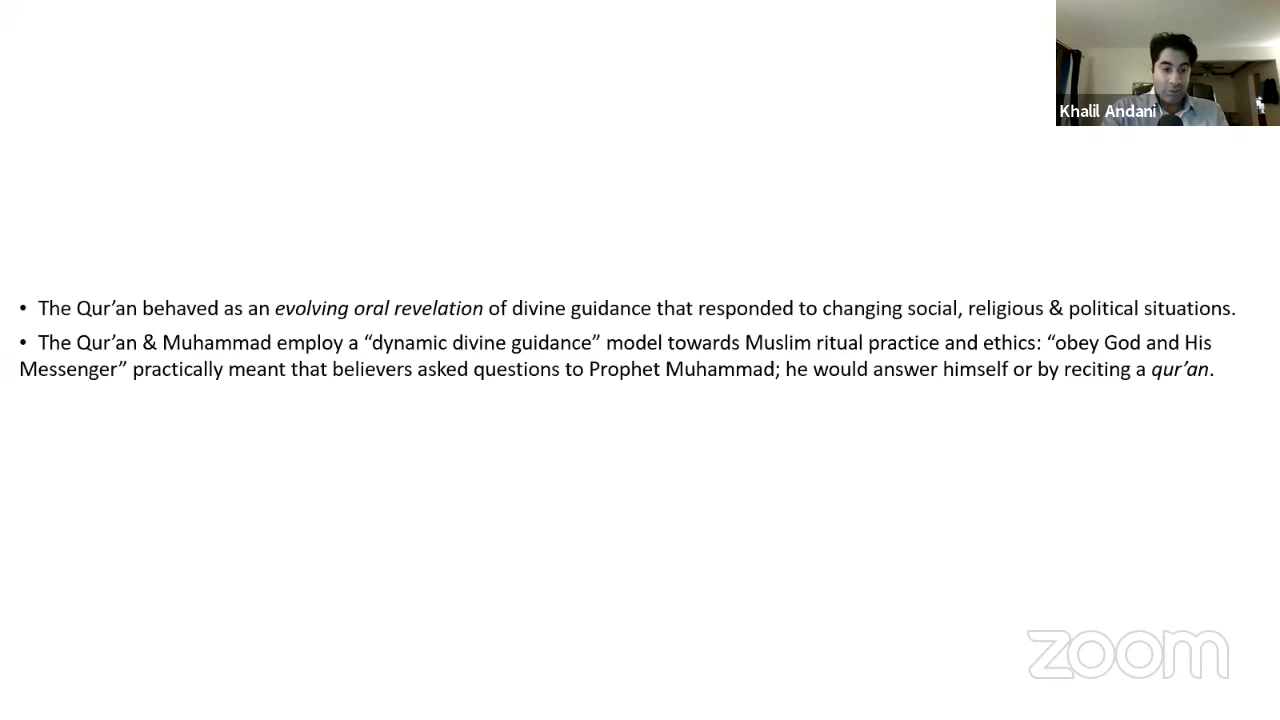 Khalil Andani
• The Qur’an behaved as an evolving oral revelation of divine guidance that responded to changing social, religious & political situations.
• The Qur’an & Muhammad employ a “dynamic divine guidance” model towards Muslim ritual practice and ethics: “obey God and His
Messenger” practically meant that believers asked questions to Prophet Muhammad; he would answer himself or by reciting a qur’an.
zoom